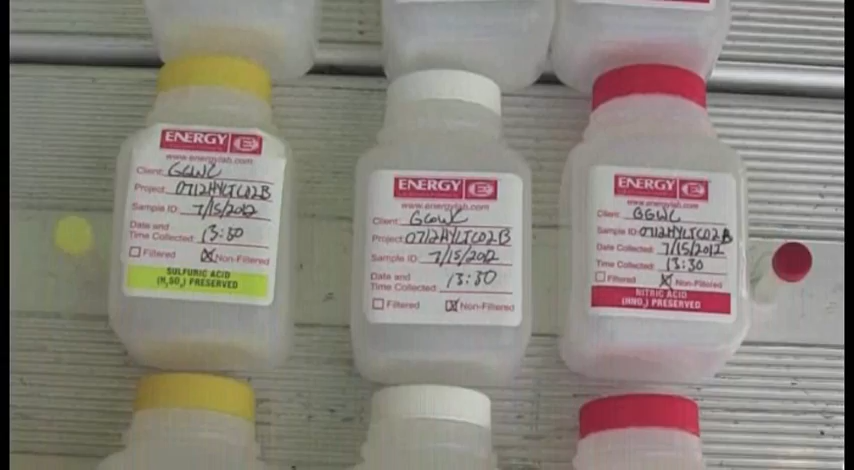 ENERGY
www.energylab.com
Client: GGWC
Project: 0712HYLTC02B
Sample ID: 7/15/2012
Date and
Time Collected: 13:30
Filtered Non-Filtered
SULFURIC ACID
(H2SO4) PRESERVED
ENERGY
www.energylab.com
Client: GGWC
Project: 0712HYLTC02B
Sample ID: 7/15/2012
Date and
Time Collected: 13:30
Filtered Non-Filtered
ENERGY
www.energylab.com
Client: GGWC
Sample ID: 0712HYLTC02B
Date Collected: 7/15/2012
Time Collected: 13:30
Filtered Non-Filtered
NITRIC ACID
(HNO3) PRESERVED